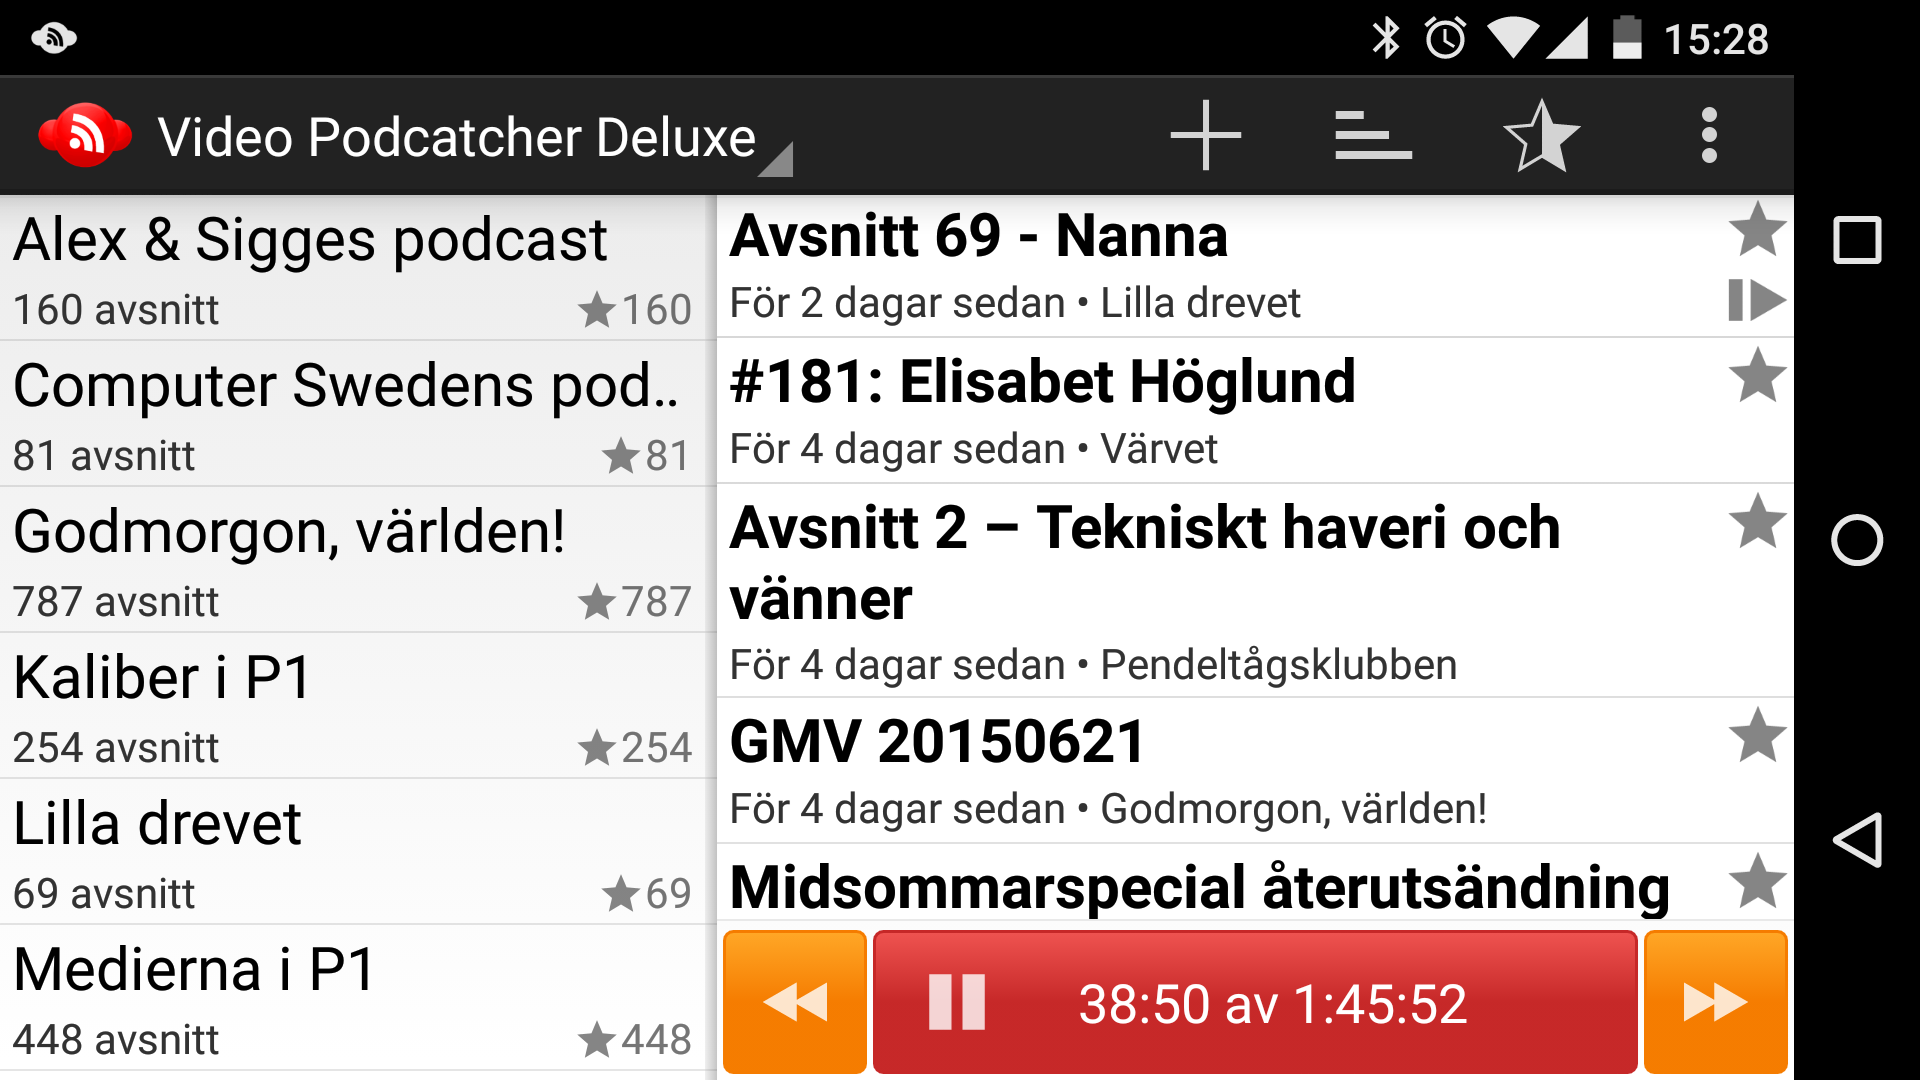 15:28
Video Podcatcher Deluxe
Alex & Sigges podcast
160 avsnitt
160
Computer Swedens pod..
81 avsnitt
81
Godmorgon, världen!
787 avsnitt
787
Kaliber i P1
254 avsnitt
254
Lilla drevet
69 avsnitt
69
Medierna i P1
448 avsnitt
448
Avsnitt 69 - Nanna
För 2 dagar sedan • Lilla drevet
#181: Elisabet Höglund
För 4 dagar sedan • Värvet
Avsnitt 2 – Tekniskt haveri och
vänner
För 4 dagar sedan • Pendeltågsklubben
GMV 20150621
För 4 dagar sedan • Godmorgon, världen!
Midsommarspecial återutsändning
38:50 av 1:45:52